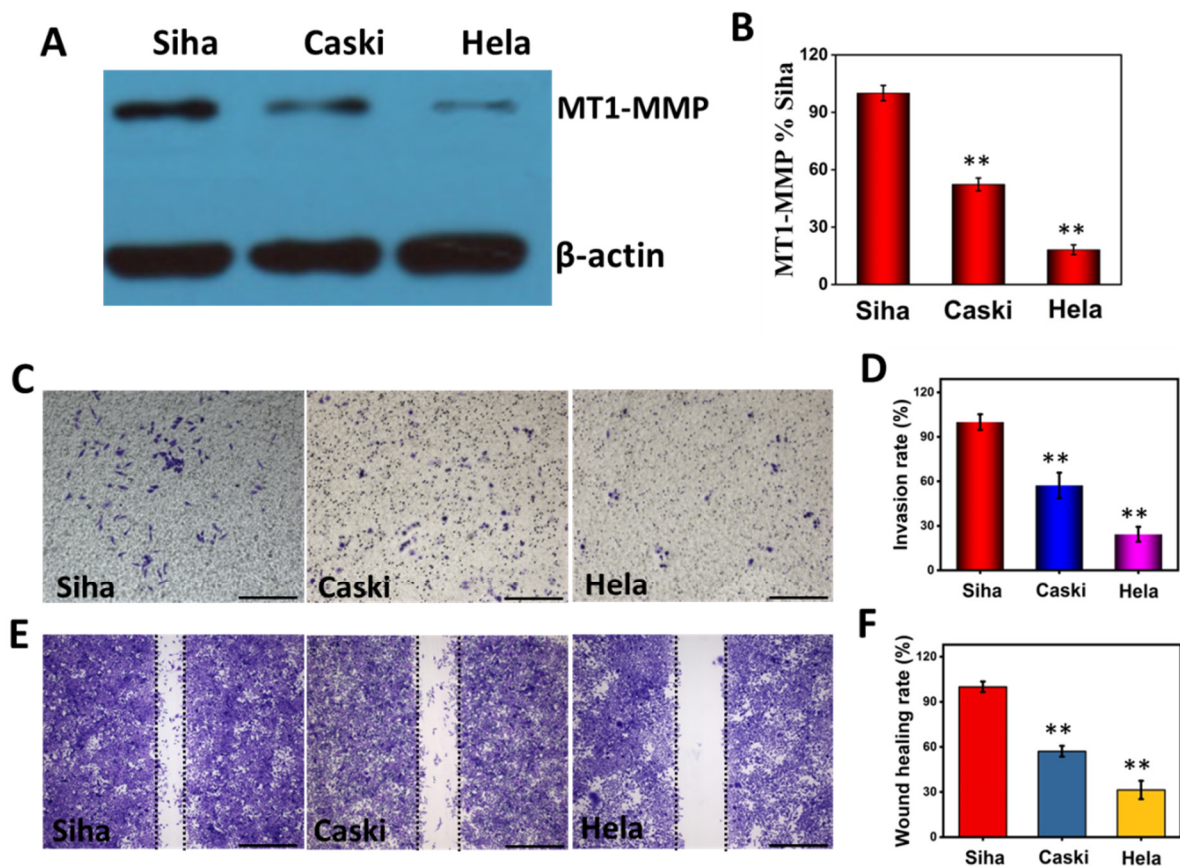 A
Siha Caski Hela
MT1-MMP
β-actin
B
MT1-MMP % Siha
120
90
60
30
0
**
**
Siha Caski Hela
C
Siha
Caski
Hela
D
Invasion rate (%)
120
90
60
30
0
**
**
Siha Caski Hela
E
Siha
Caski
Hela
F
Wound healing rate (%)
120
90
60
30
0
**
**
Siha Caski Hela